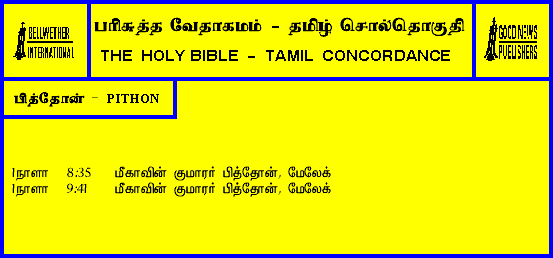 BELLWETHER
INTERNATIONAL
பரிசுத்த வேதாகமம் - தமிழ் சொல்தொகுதி
THE HOLY BIBLE - TAMIL CONCORDANCE
GOOD NEWS
PUBLISHERS
பித்தோன் - PITHON
1நாளா 8:35 மீகாவின் குமாரர் பித்தோன், மேலேக்
1நாளா 9:41 மீகாவின் குமாரர் பித்தோன், மேலேக்